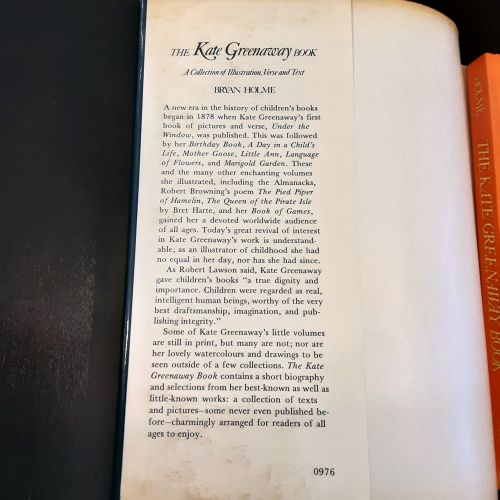 THE Kate Greenaway BOOK
A Collection of Illustration, Verse and Text
BRYAN HOLME
A new era in the history of children's books
began in 1878 when Kate Greenaway's first
book of pictures and verse, Under the
Window, was published. This was followed
by her Birthday Book, A Day in a Child's
Life, Mother Goose, Little Ann, Language
of Flowers, and Marigold Garden. These
and the many other enchanting volumes
she illustrated, including the Almanacks,
Robert Browning's poem The Pied Piper
of Hamelin, The Queen of the Pirate Isle
by Bret Harte, and her Book of Games,
gained her a devoted worldwide audience
of all ages. Today's great revival of interest
in Kate Greenaway's work is understand-
able; as an illustrator of childhood she had
no equal in her day, nor has she had since.
As Robert Lawson said, Kate Greenaway
gave children's books "a true dignity and
importance. Children were regarded as real,
intelligent human beings, worthy of the very
best draftsmanship, imagination, and pub-
lishing integrity."
Some of Kate Greenaway's little volumes
are still in print, but many are not; nor are
her lovely watercolours and drawings to be
seen outside of a few collections. The Kate
Greenaway Book contains a short biography
and selections from her best-known as well as
little-known works: a collection of texts
and pictures—some never even published be-
fore—charmingly arranged for readers of all
ages to enjoy.
0976
HOLME
THE KATE GREENAWAY BOOK